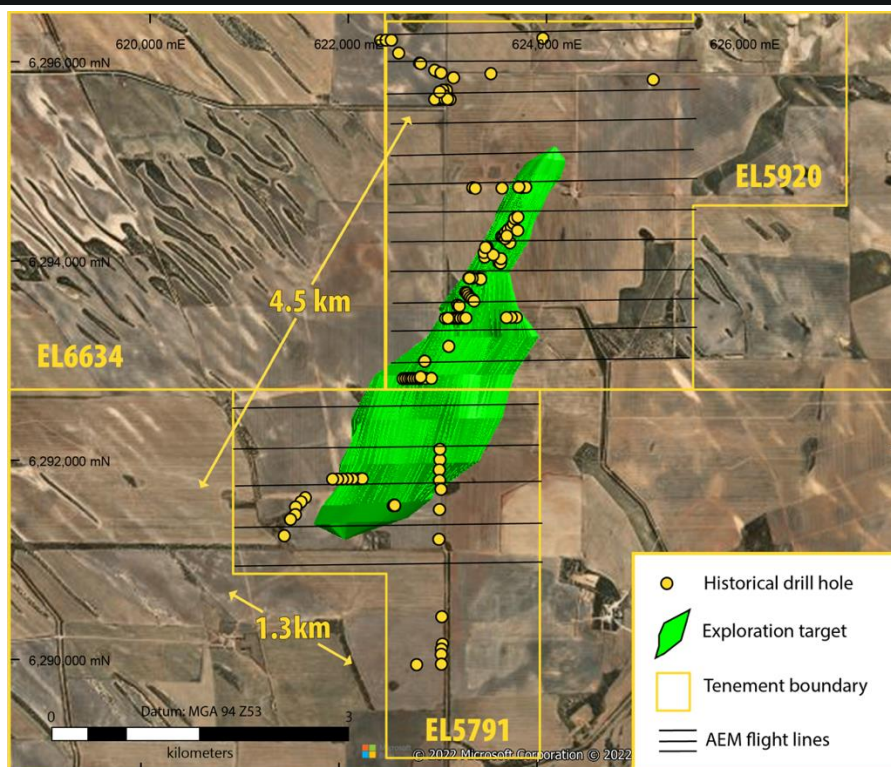 620,000 mE
622,000 mE
624,000 mE
626,000 mE
6,296,000 mN
EL5920
6,294,000 mN
4.5 km
EL6634
6,292,000 mN
Historical drill hole
Exploration target
1.3km
6,290,000 mN
Tenement boundary
Datum: MGA 94 Z53
0
3
EL5791
AEM flight lines
kilometers
© 2022 Microsoft Corporation © 2022